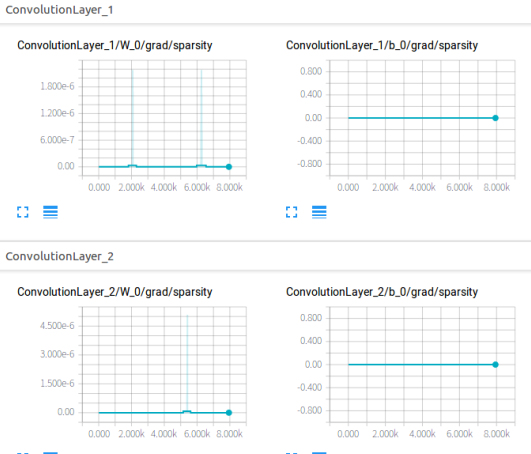 ConvolutionLayer_1
ConvolutionLayer_1/W_0/grad/sparsity
1.800e-6
1.200e-6
6.000e-7
0.00
0.000 2.000k 4.000k 6.000k 8.000k
ConvolutionLayer_1/b_0/grad/sparsity
0.800
0.400
0.00
-0.400
-0.800
0.000 2.000k 4.000k 6.000k 8.000k
ConvolutionLayer_2
ConvolutionLayer_2/W_0/grad/sparsity
4.500e-6
3.000e-6
1.500e-6
0.00
0.000 2.000k 4.000k 6.000k 8.000k
ConvolutionLayer_2/b_0/grad/sparsity
0.800
0.400
0.00
-0.400
-0.800
0.000 2.000k 4.000k 6.000k 8.000k